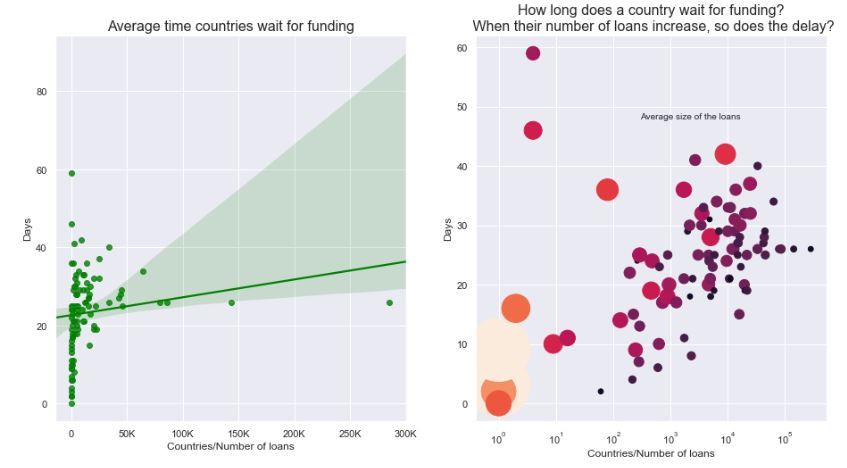 Average time countries wait for funding
Days
80
60
40
20
0
0
50K
100K
150K
200K
250K
300K
Countries/Number of loans
How long does a country wait for funding?
When their number of loans increase, so does the delay?
Average size of the loans
Days
60
50
40
30
20
10
0
10⁰
10¹
10²
10³
10⁴
10⁵
Countries/Number of loans